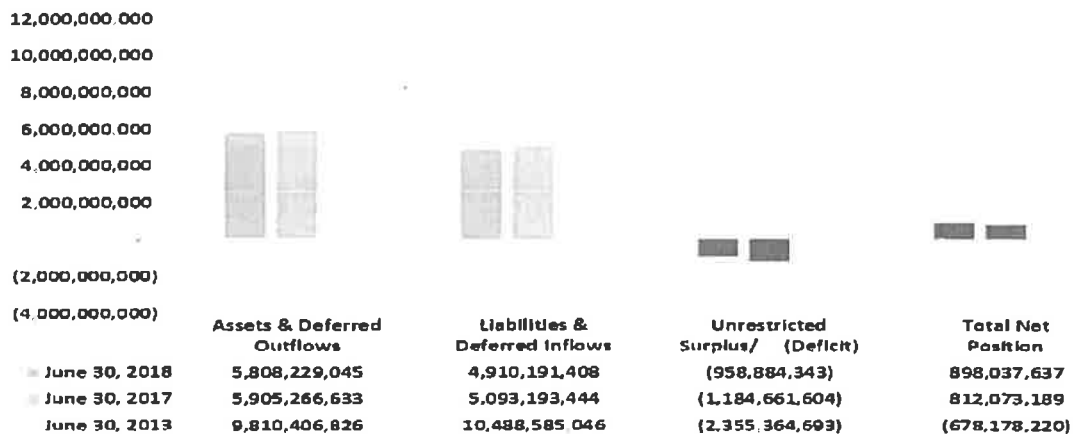 12,000,000,000
10,000,000,000
8,000,000,000
6,000,000,000
4,000,000,000
2,000,000,000
-
(2,000,000,000)
(4,000,000,000)
Assets & Deferred Outflows
Liabilities & Deferred Inflows
Unrestricted Surplus/ (Deficit)
Total Net Position
June 30, 2018 5,808,229,045 4,910,191,408 (958,884,343) 898,037,637
June 30, 2017 5,905,266,633 5,093,193,444 (1,184,661,604) 812,073,189
June 30, 2013 9,810,406,826 10,488,585,046 (2,355,364,693) (678,178,220)